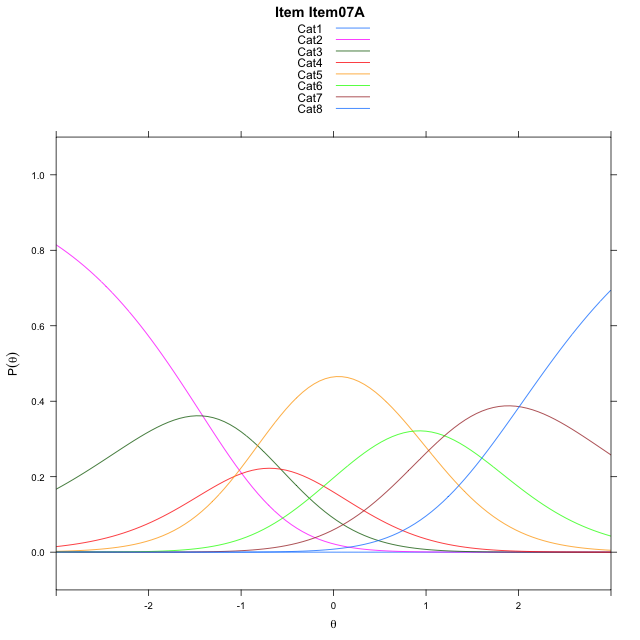 Item Item07A
Cat1
Cat2
Cat3
Cat4
Cat5
Cat6
Cat7
Cat8
1.0
0.8
0.6
0.4
0.2
0.0
P(θ)
-2 -1 0 1 2
θ